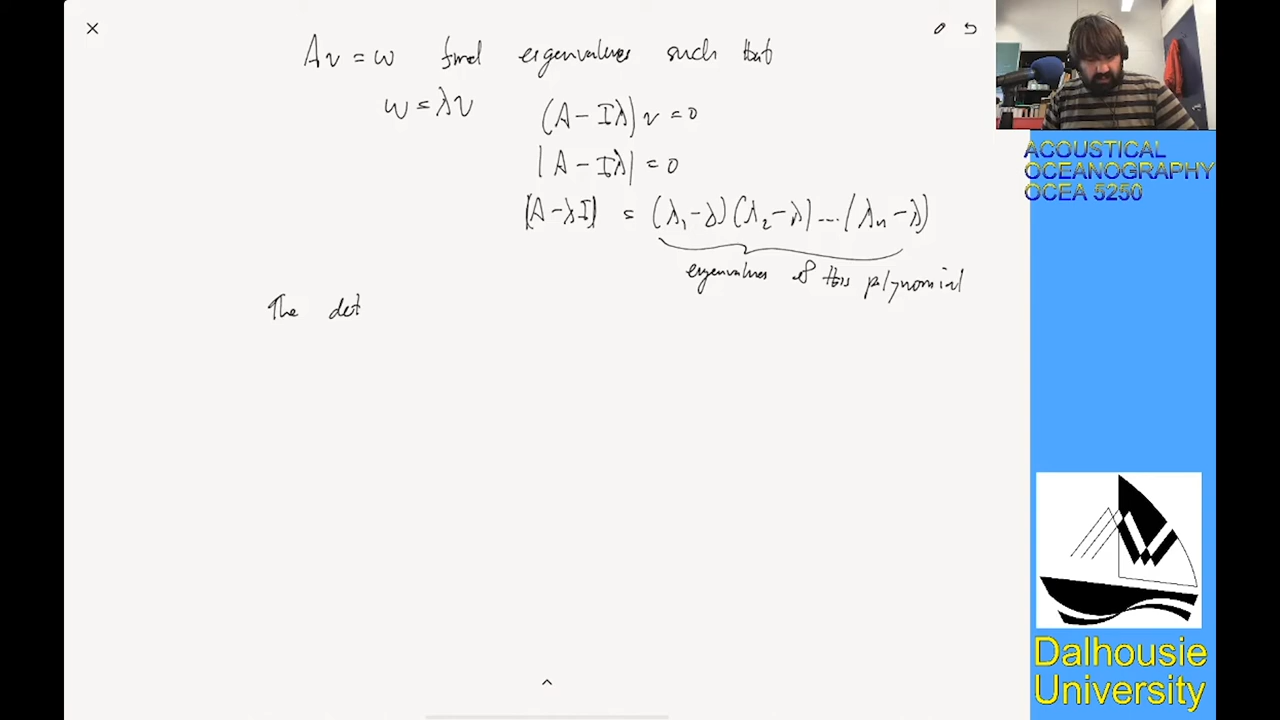 Av = w find eigenvalues such that
w = λv (A − Iλ) v = 0
|A − Iλ| = 0
|A − λI| = (λ₁ − λ)(λ₂ − λ) .... (λₙ − λ)
eigenvalues of this polynomial
The det
ACOUSTICAL
OCEANOGRAPHY
OCEA 5250
Dalhousie
University